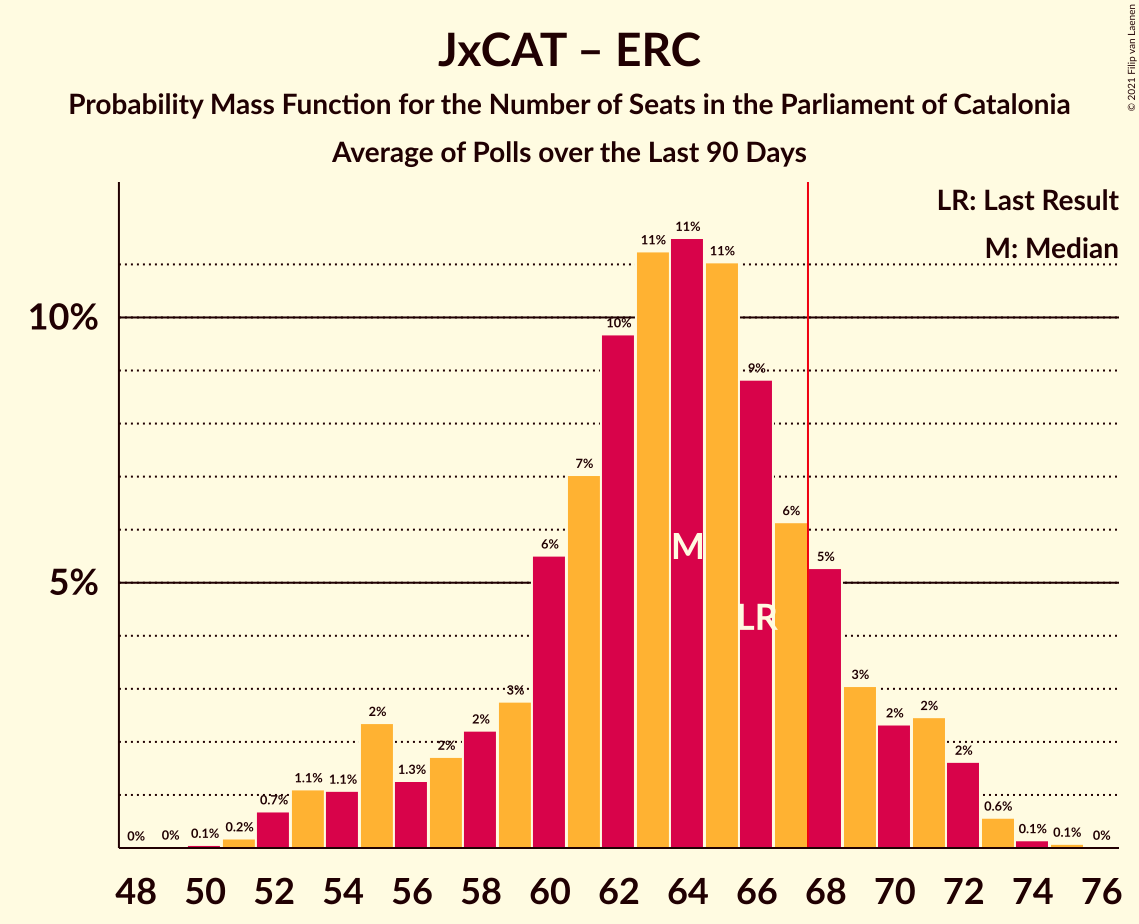 © 2021 Filip van Laenen
JxCAT – ERC
Probability Mass Function for the Number of Seats in the Parliament of Catalonia
Average of Polls over the Last 90 Days
LR: Last Result
M: Median
10%
5%
0% 0% 0.1% 0.2% 0.7% 1.1% 1.1% 2% 1.3% 2% 2% 3% 6% 7% 10% 11% 11% 11% 9% 6% 5% 3% 2% 2% 2% 0.6% 0.1% 0.1% 0%
M
LR
48 50 52 54 56 58 60 62 64 66 68 70 72 74 76